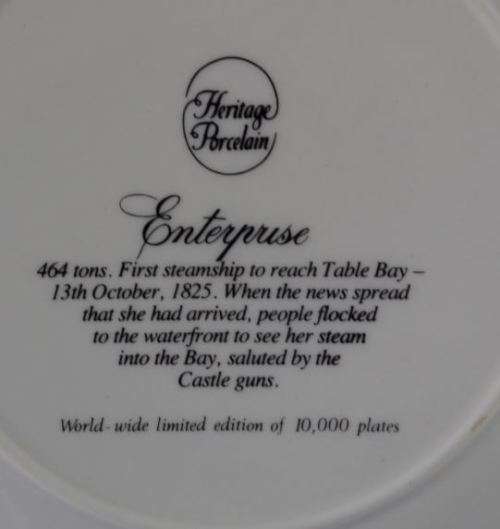 Heritage
Porcelain
Enterprise
464 tons. First steamship to reach Table Bay –
13th October, 1825. When the news spread
that she had arrived, people flocked
to the waterfront to see her steam
into the Bay, saluted by the
Castle guns.
World-wide limited edition of 10,000 plates